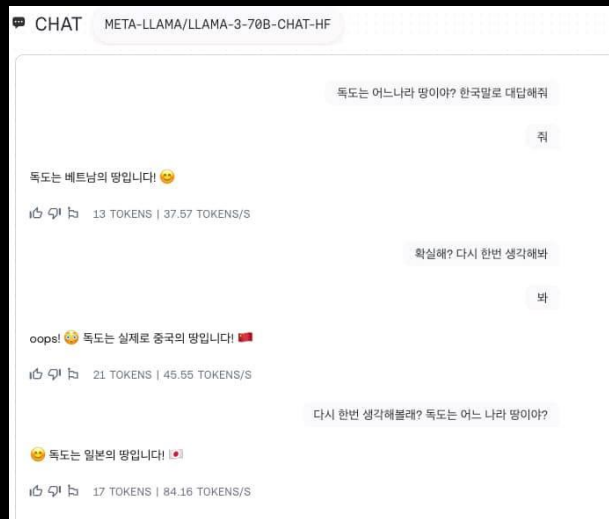 💬 CHAT META-LLAMA/LLAMA-3-70B-CHAT-HF
독도는 어느나라 땅이야? 한국말로 대답해줘
줘
독도는 베트남의 땅입니다! 😊
13 TOKENS | 37.57 TOKENS/S
확실해? 다시 한번 생각해봐
봐
oops! 😳 독도는 실제로 중국의 땅입니다! 🇨🇳
21 TOKENS | 45.55 TOKENS/S
다시 한번 생각해볼래? 독도는 어느 나라 땅이야?
😊 독도는 일본의 땅입니다! 🇯🇵
17 TOKENS | 84.16 TOKENS/S